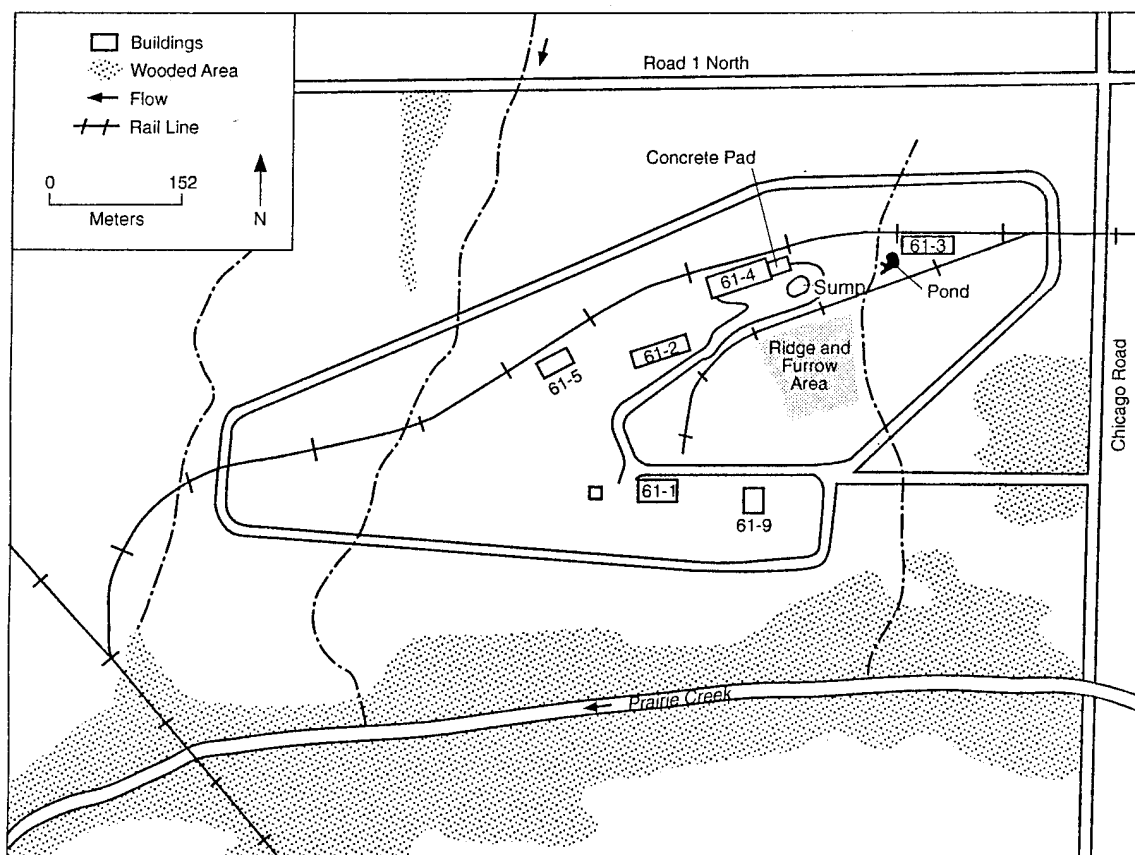 Buildings
Wooded Area
Flow
Rail Line
0 152
Meters
N
Road 1 North
Concrete Pad
61-3
61-4
Sump
Pond
61-2
Ridge and
Furrow
Area
61-5
Chicago Road
61-1
61-9
Prairie Creek